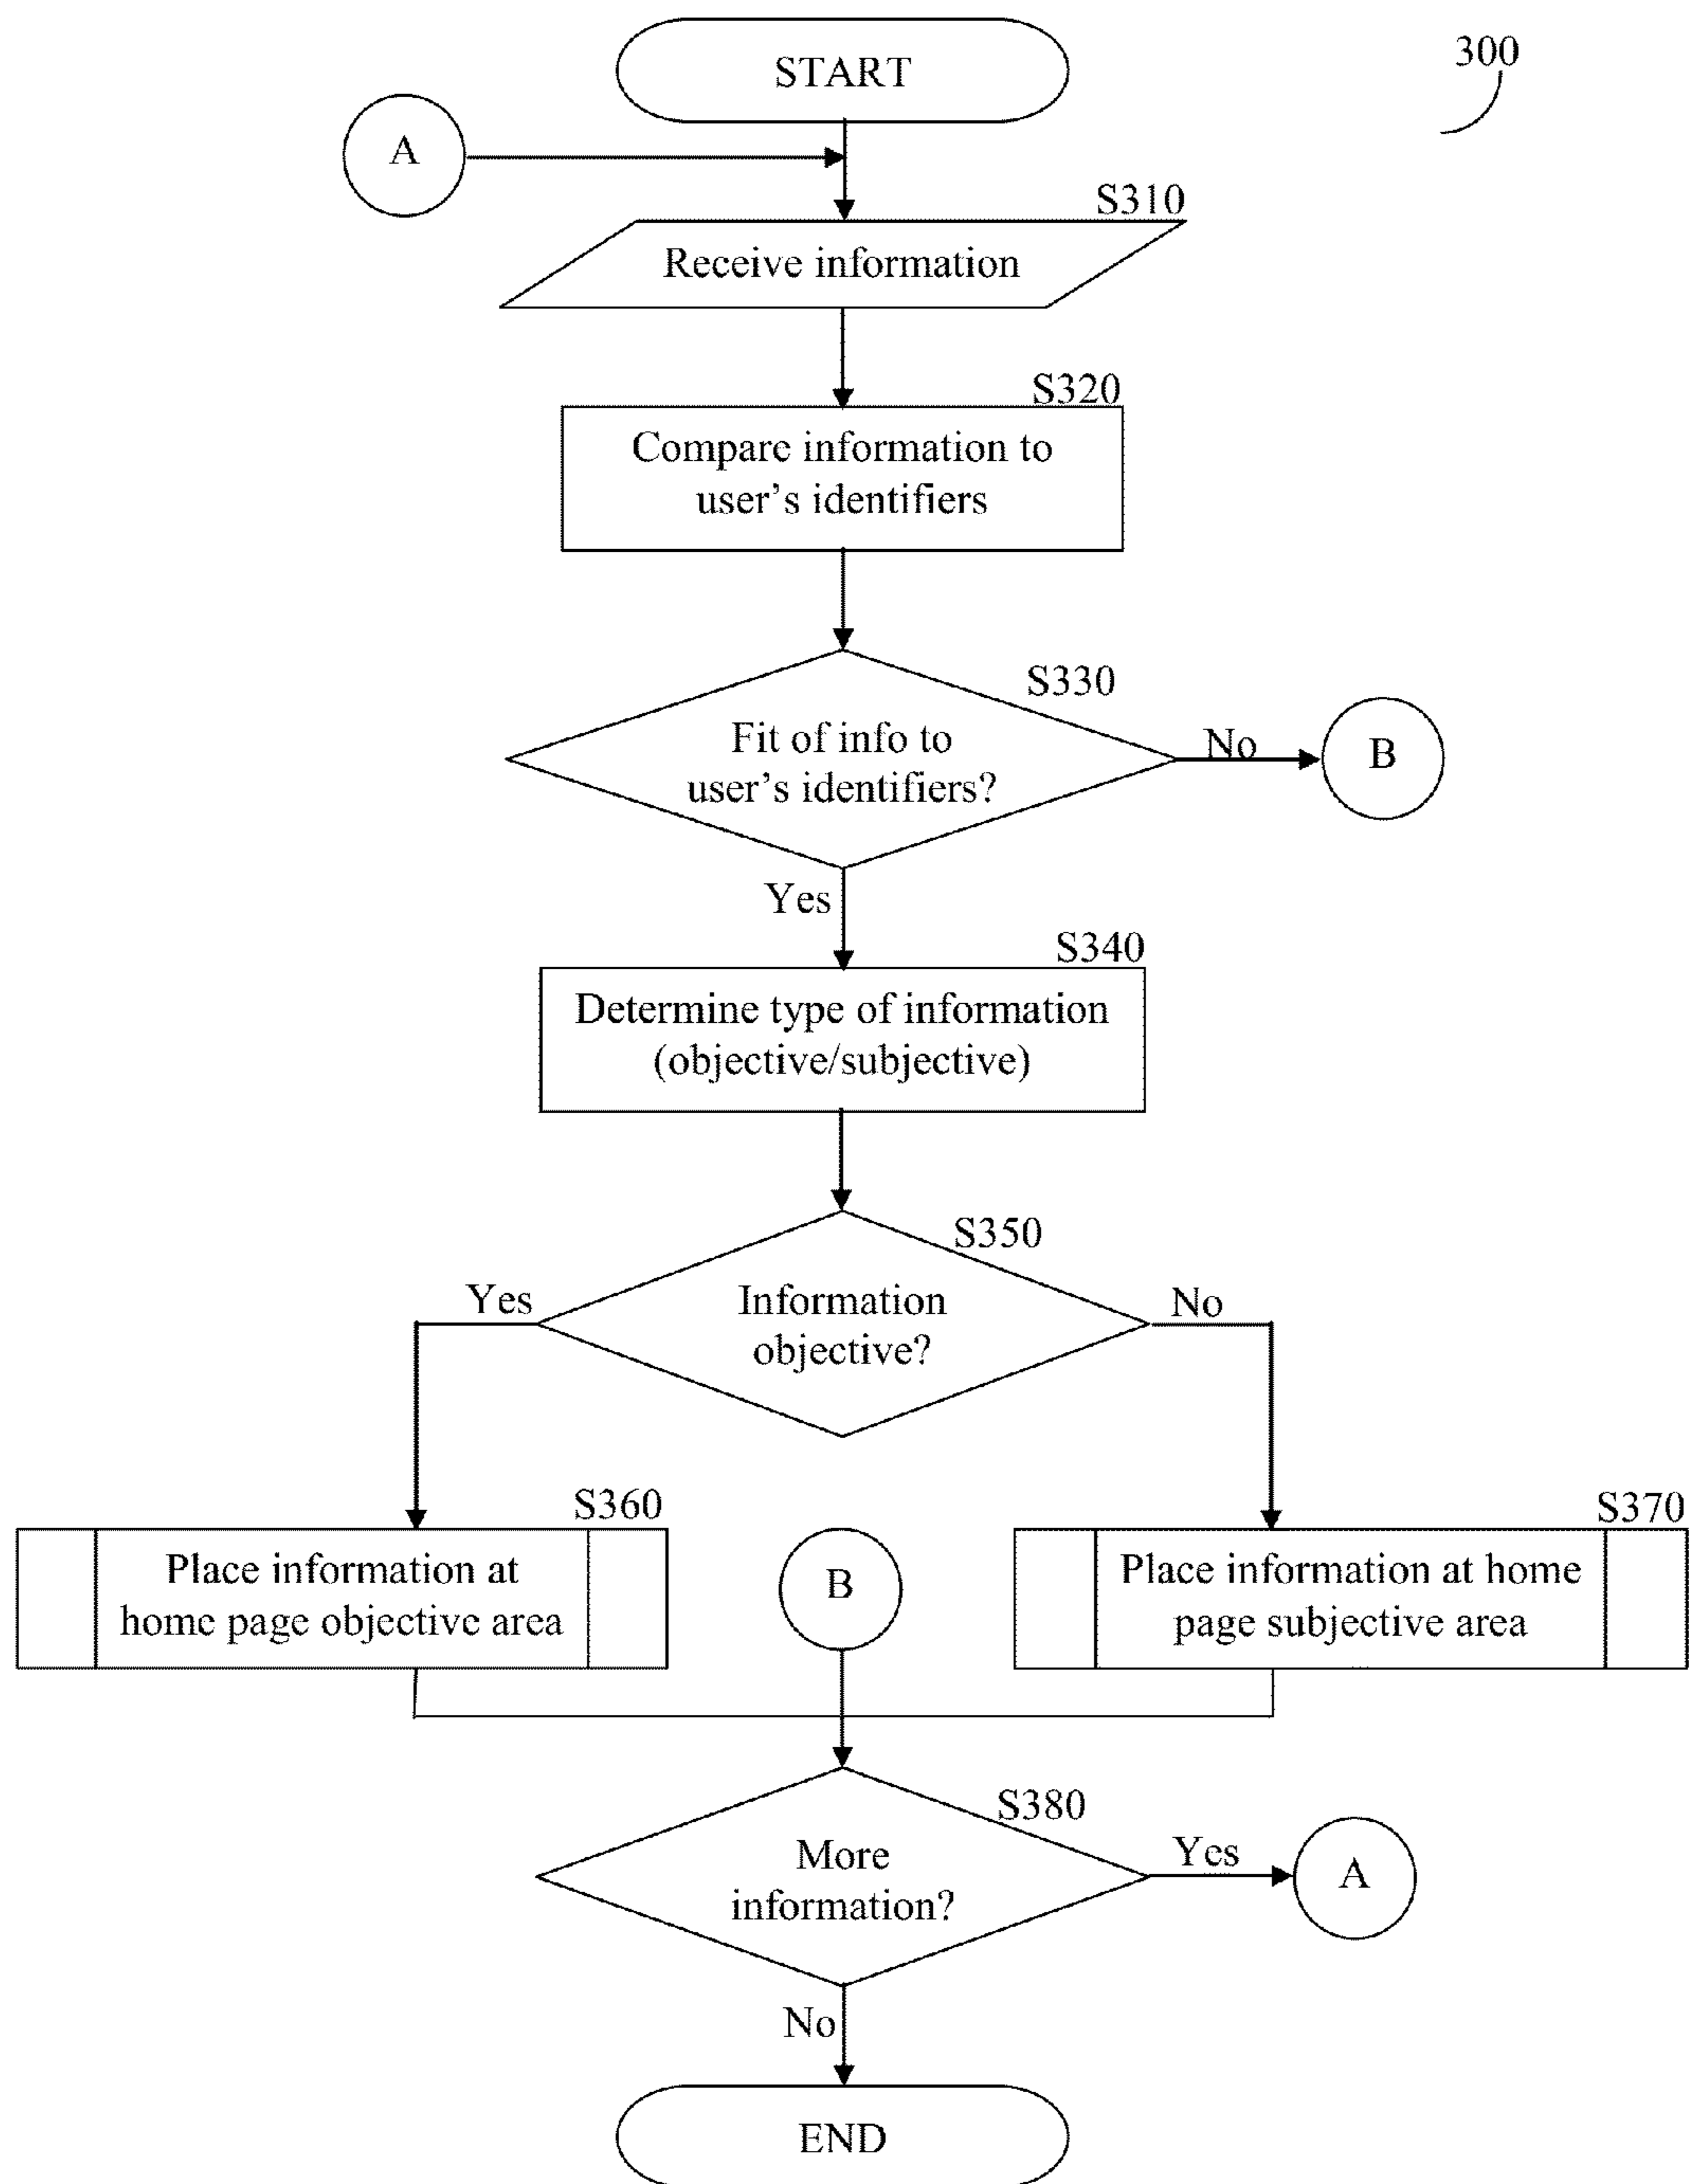 START
300
A
S310
Receive information
S320
Compare information to
user's identifiers
S330
Fit of info to
user's identifiers?
No
B
Yes
S340
Determine type of information
(objective/subjective)
S350
Yes
Information
objective?
No
S360
Place information at
home page objective area
B
S370
Place information at home
page subjective area
S380
More
information?
Yes
A
No
END